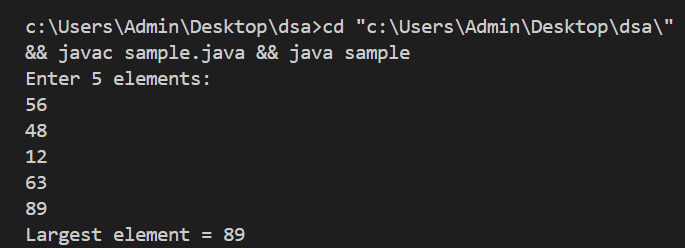 c:\Users\Admin\Desktop\dsa>cd "c:\Users\Admin\Desktop\dsa\"
&& javac sample.java && java sample
Enter 5 elements:
56
48
12
63
89
Largest element = 89